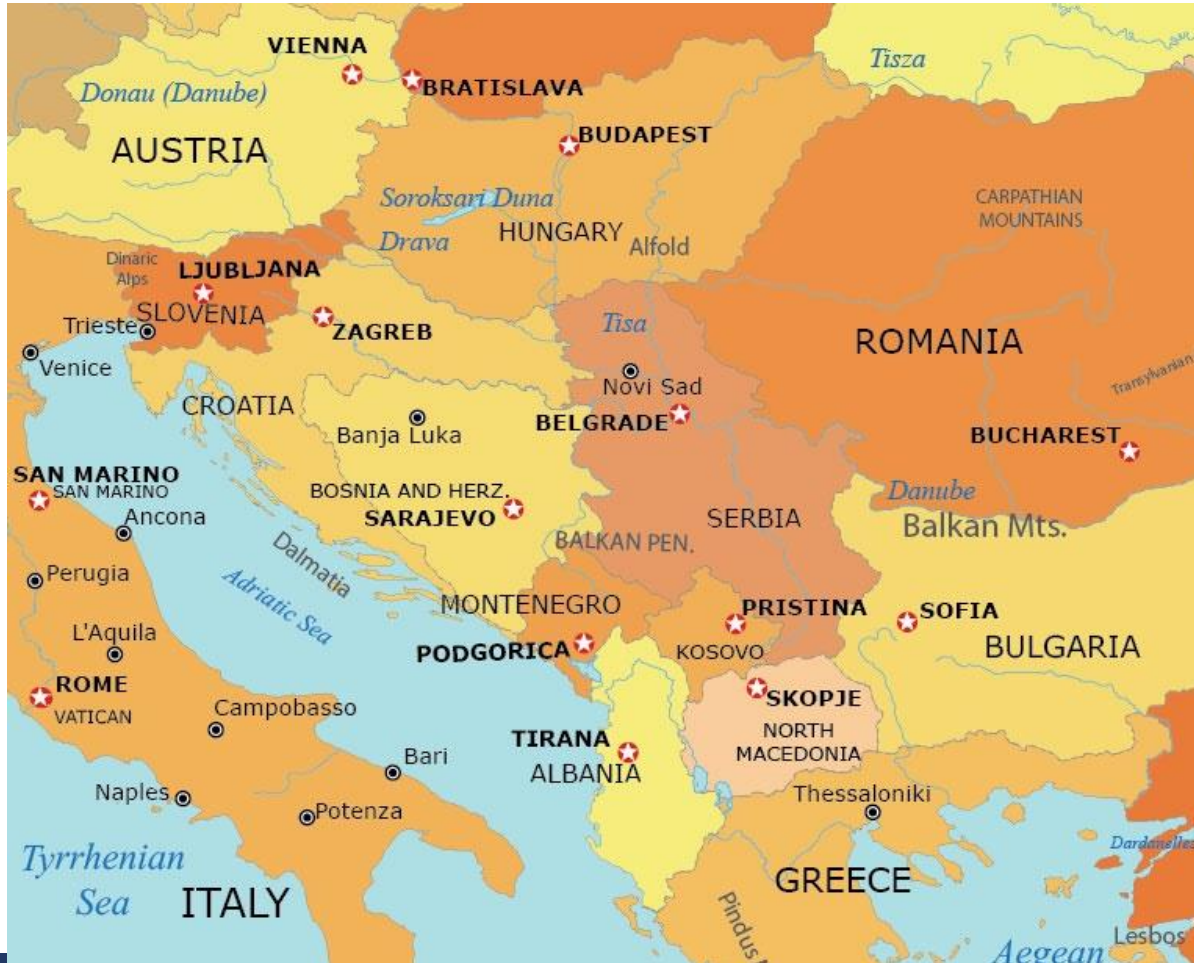 VIENNA
Tisza
BRATISLAVA
Donau (Danube)
AUSTRIA
BUDAPEST
Soroksari Duna
CARPATHIAN
MOUNTAINS
HUNGARY
Drava
Alfold
Dinaric
Alps
LJUBLJANA
SLOVENIA
Trieste
ZAGREB
Tisa
ROMANIA
Venice
Novi Sad
Transylvanian
CROATIA
Banja Luka
BELGRADE
BUCHAREST
SAN MARINO
SAN MARINO
BOSNIA AND HERZ.
SARAJEVO
Danube
Ancona
SERBIA
Balkan Mts.
BALKAN PEN.
Dalmatia
Perugia
Adriatic Sea
MONTENEGRO
PRISTINA
SOFIA
L'Aquila
PODGORICA
KOSOVO
BULGARIA
ROME
VATICAN
SKOPJE
Campobasso
NORTH
MACEDONIA
TIRANA
ALBANIA
Bari
Naples
Thessaloniki
Potenza
Dardanelles
Tyrrhenian
Sea
ITALY
GREECE
Pindus
Lesbos
Aegean